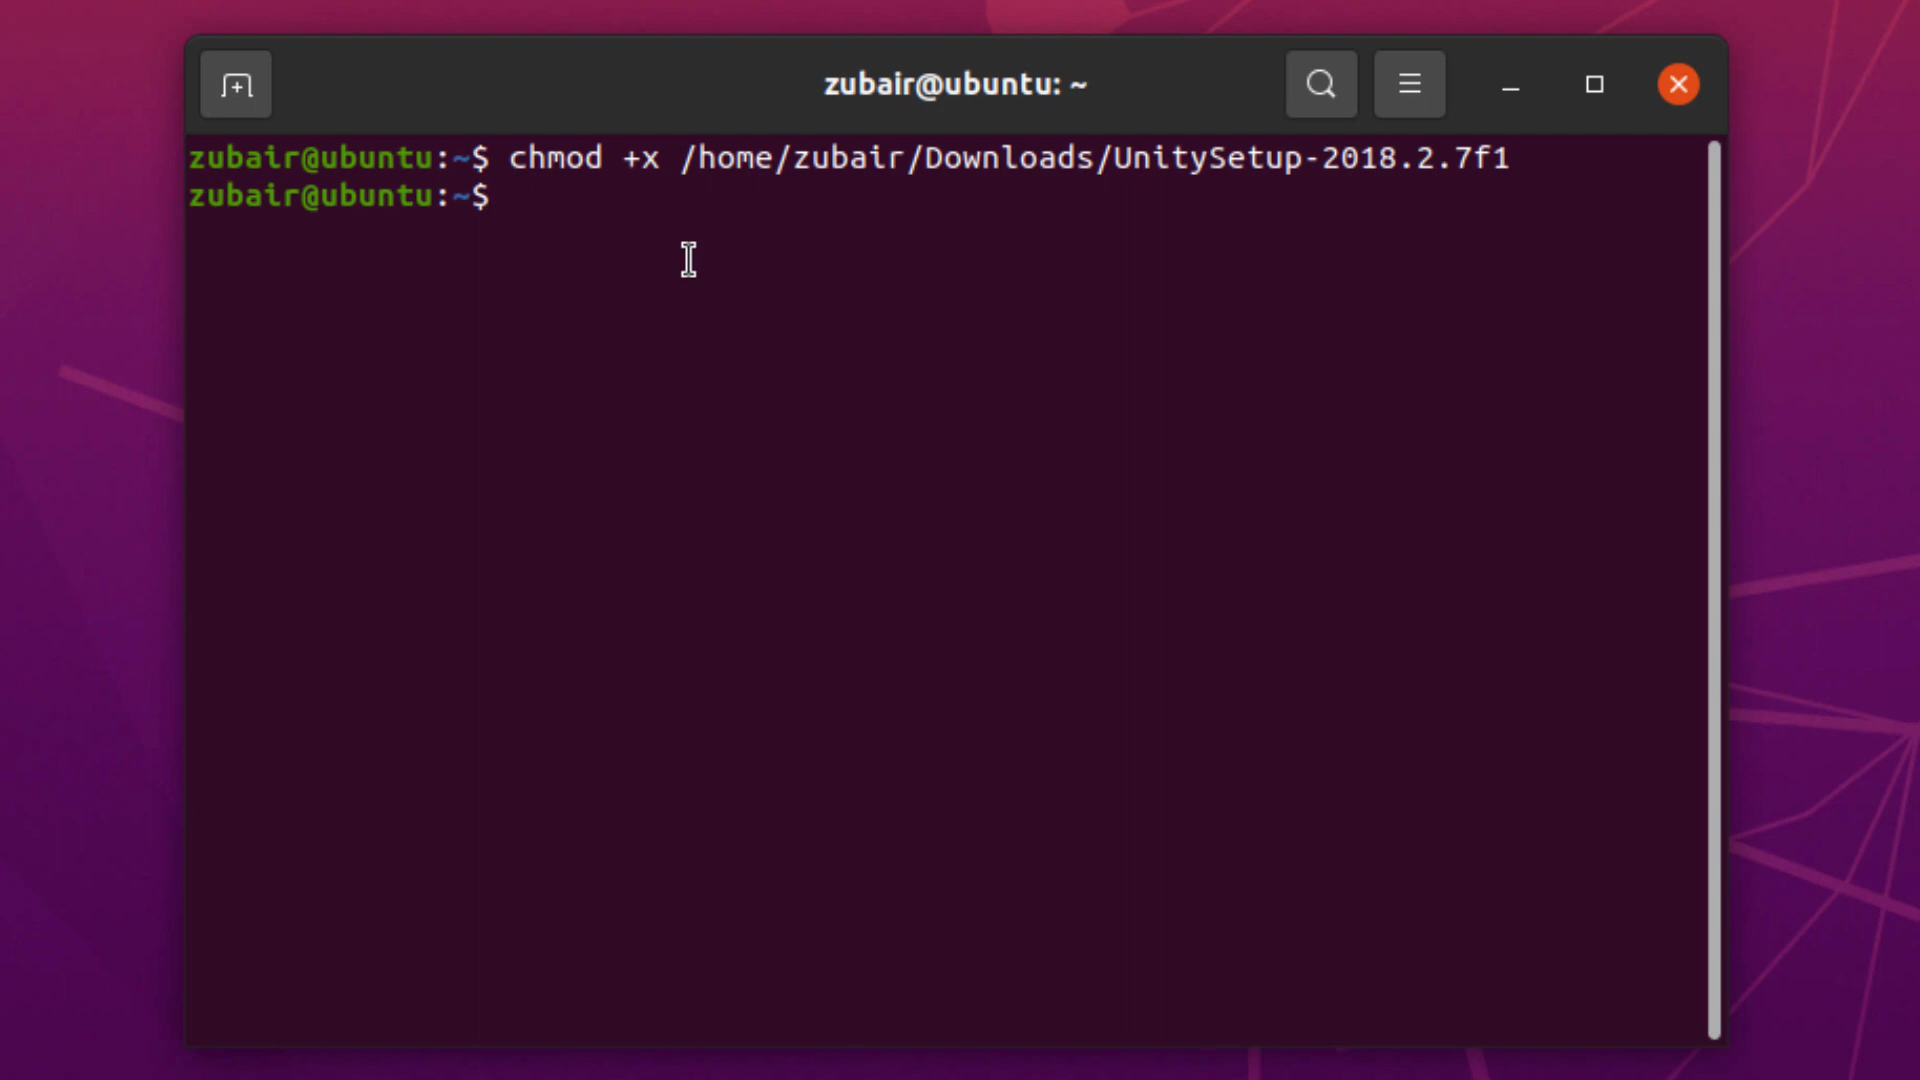 zubair@ubuntu: ~
zubair@ubuntu:~$ chmod +x /home/zubair/Downloads/UnitySetup-2018.2.7f1
zubair@ubuntu:~$